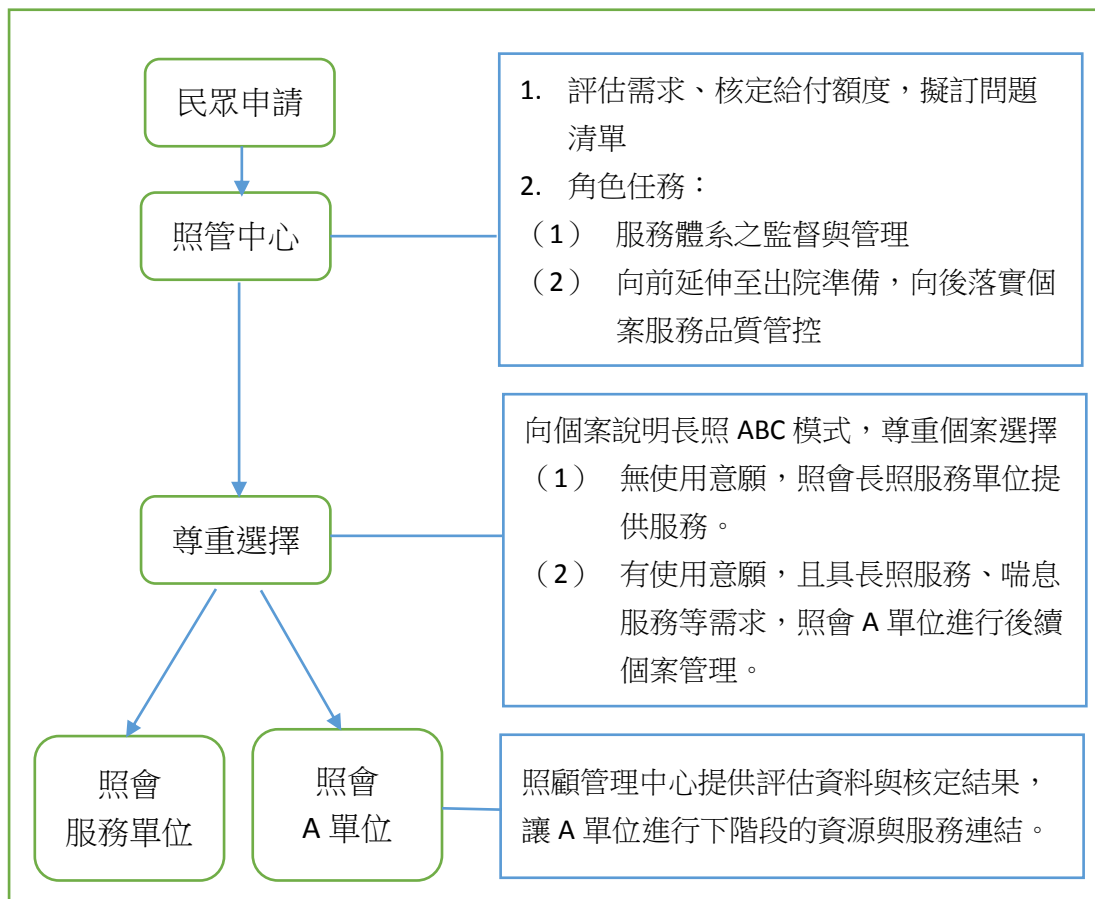 民眾申請
1. 評估需求、核定給付額度，擬訂問題
清單
2. 角色任務：
（1） 服務體系之監督與管理
（2） 向前延伸至出院準備，向後落實個
案服務品質管控
照管中心
向個案說明長照 ABC 模式，尊重個案選擇
（1） 無使用意願，照會長照服務單位提
供服務。
（2） 有使用意願，且具長照服務、喘息
服務等需求，照會 A 單位進行後續
個案管理。
尊重選擇
照會
服務單位
照會
A 單位
照顧管理中心提供評估資料與核定結果，
讓 A 單位進行下階段的資源與服務連結。